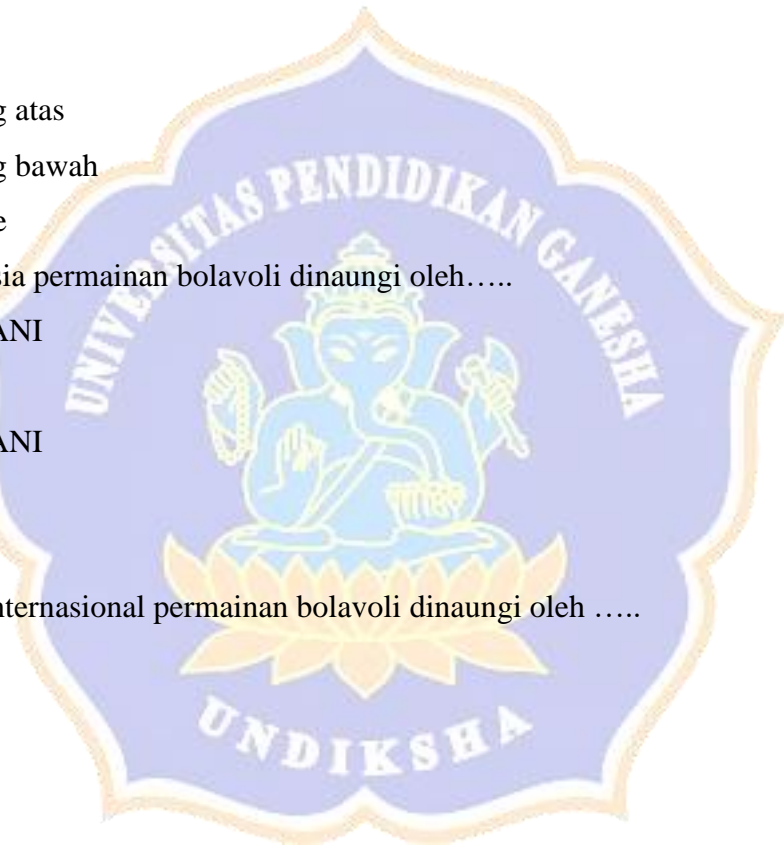 g atas
g bawah
e
sia permainan bolavoli dinaungi oleh…..
ANI
ANI
nternasional permainan bolavoli dinaungi oleh …..
UNIVERSITAS PENDIDIKAN GANESHA
UNDIKSHA